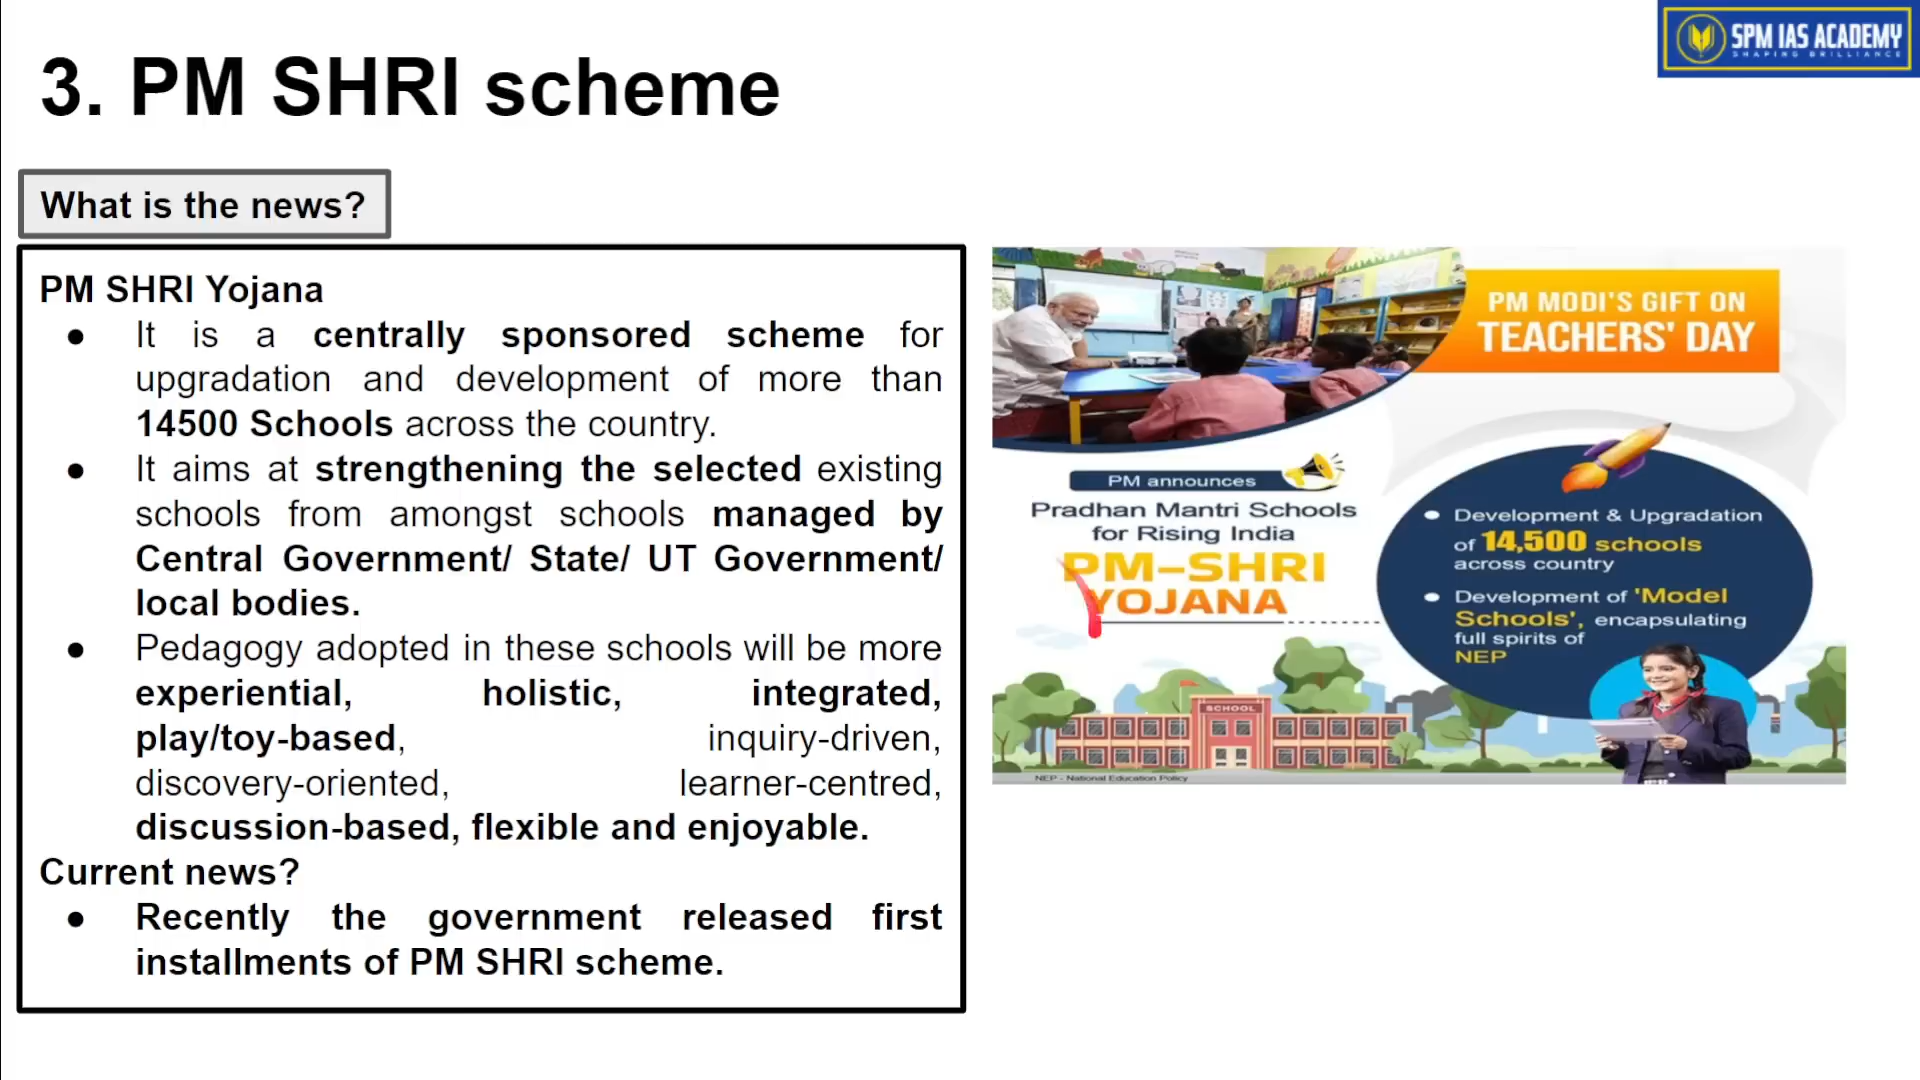 3. PM SHRI scheme
SPM IAS ACADEMY
SHAPING BRILLIANCE
What is the news?
PM SHRI Yojana
● It is a centrally sponsored scheme for
upgradation and development of more than
14500 Schools across the country.
● It aims at strengthening the selected existing
schools from amongst schools managed by
Central Government/ State/ UT Government/
local bodies.
● Pedagogy adopted in these schools will be more
experiential, holistic, integrated,
play/toy-based, inquiry-driven,
discovery-oriented, learner-centred,
discussion-based, flexible and enjoyable.
Current news?
● Recently the government released first
installments of PM SHRI scheme.
PM MODI'S GIFT ON
TEACHERS' DAY
PM announces
Pradhan Mantri Schools
for Rising India
PM-SHRI
YOJANA
● Development & Upgradation
of 14,500 schools
across country
● Development of 'Model
Schools', encapsulating
full spirits of
NEP
SCHOOL
NEP - National Education Policy